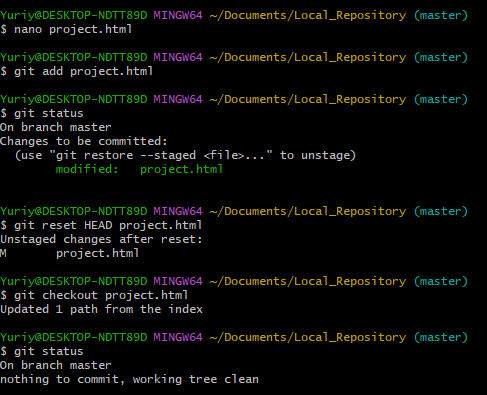 Yuriy@DESKTOP-NDTT89D MINGW64 ~/Documents/Local_Repository (master)
$ nano project.html
Yuriy@DESKTOP-NDTT89D MINGW64 ~/Documents/Local_Repository (master)
$ git add project.html
Yuriy@DESKTOP-NDTT89D MINGW64 ~/Documents/Local_Repository (master)
$ git status
On branch master
Changes to be committed:
  (use "git restore --staged <file>..." to unstage)
        modified:   project.html
Yuriy@DESKTOP-NDTT89D MINGW64 ~/Documents/Local_Repository (master)
$ git reset HEAD project.html
Unstaged changes after reset:
M       project.html
Yuriy@DESKTOP-NDTT89D MINGW64 ~/Documents/Local_Repository (master)
$ git checkout project.html
Updated 1 path from the index
Yuriy@DESKTOP-NDTT89D MINGW64 ~/Documents/Local_Repository (master)
$ git status
On branch master
nothing to commit, working tree clean